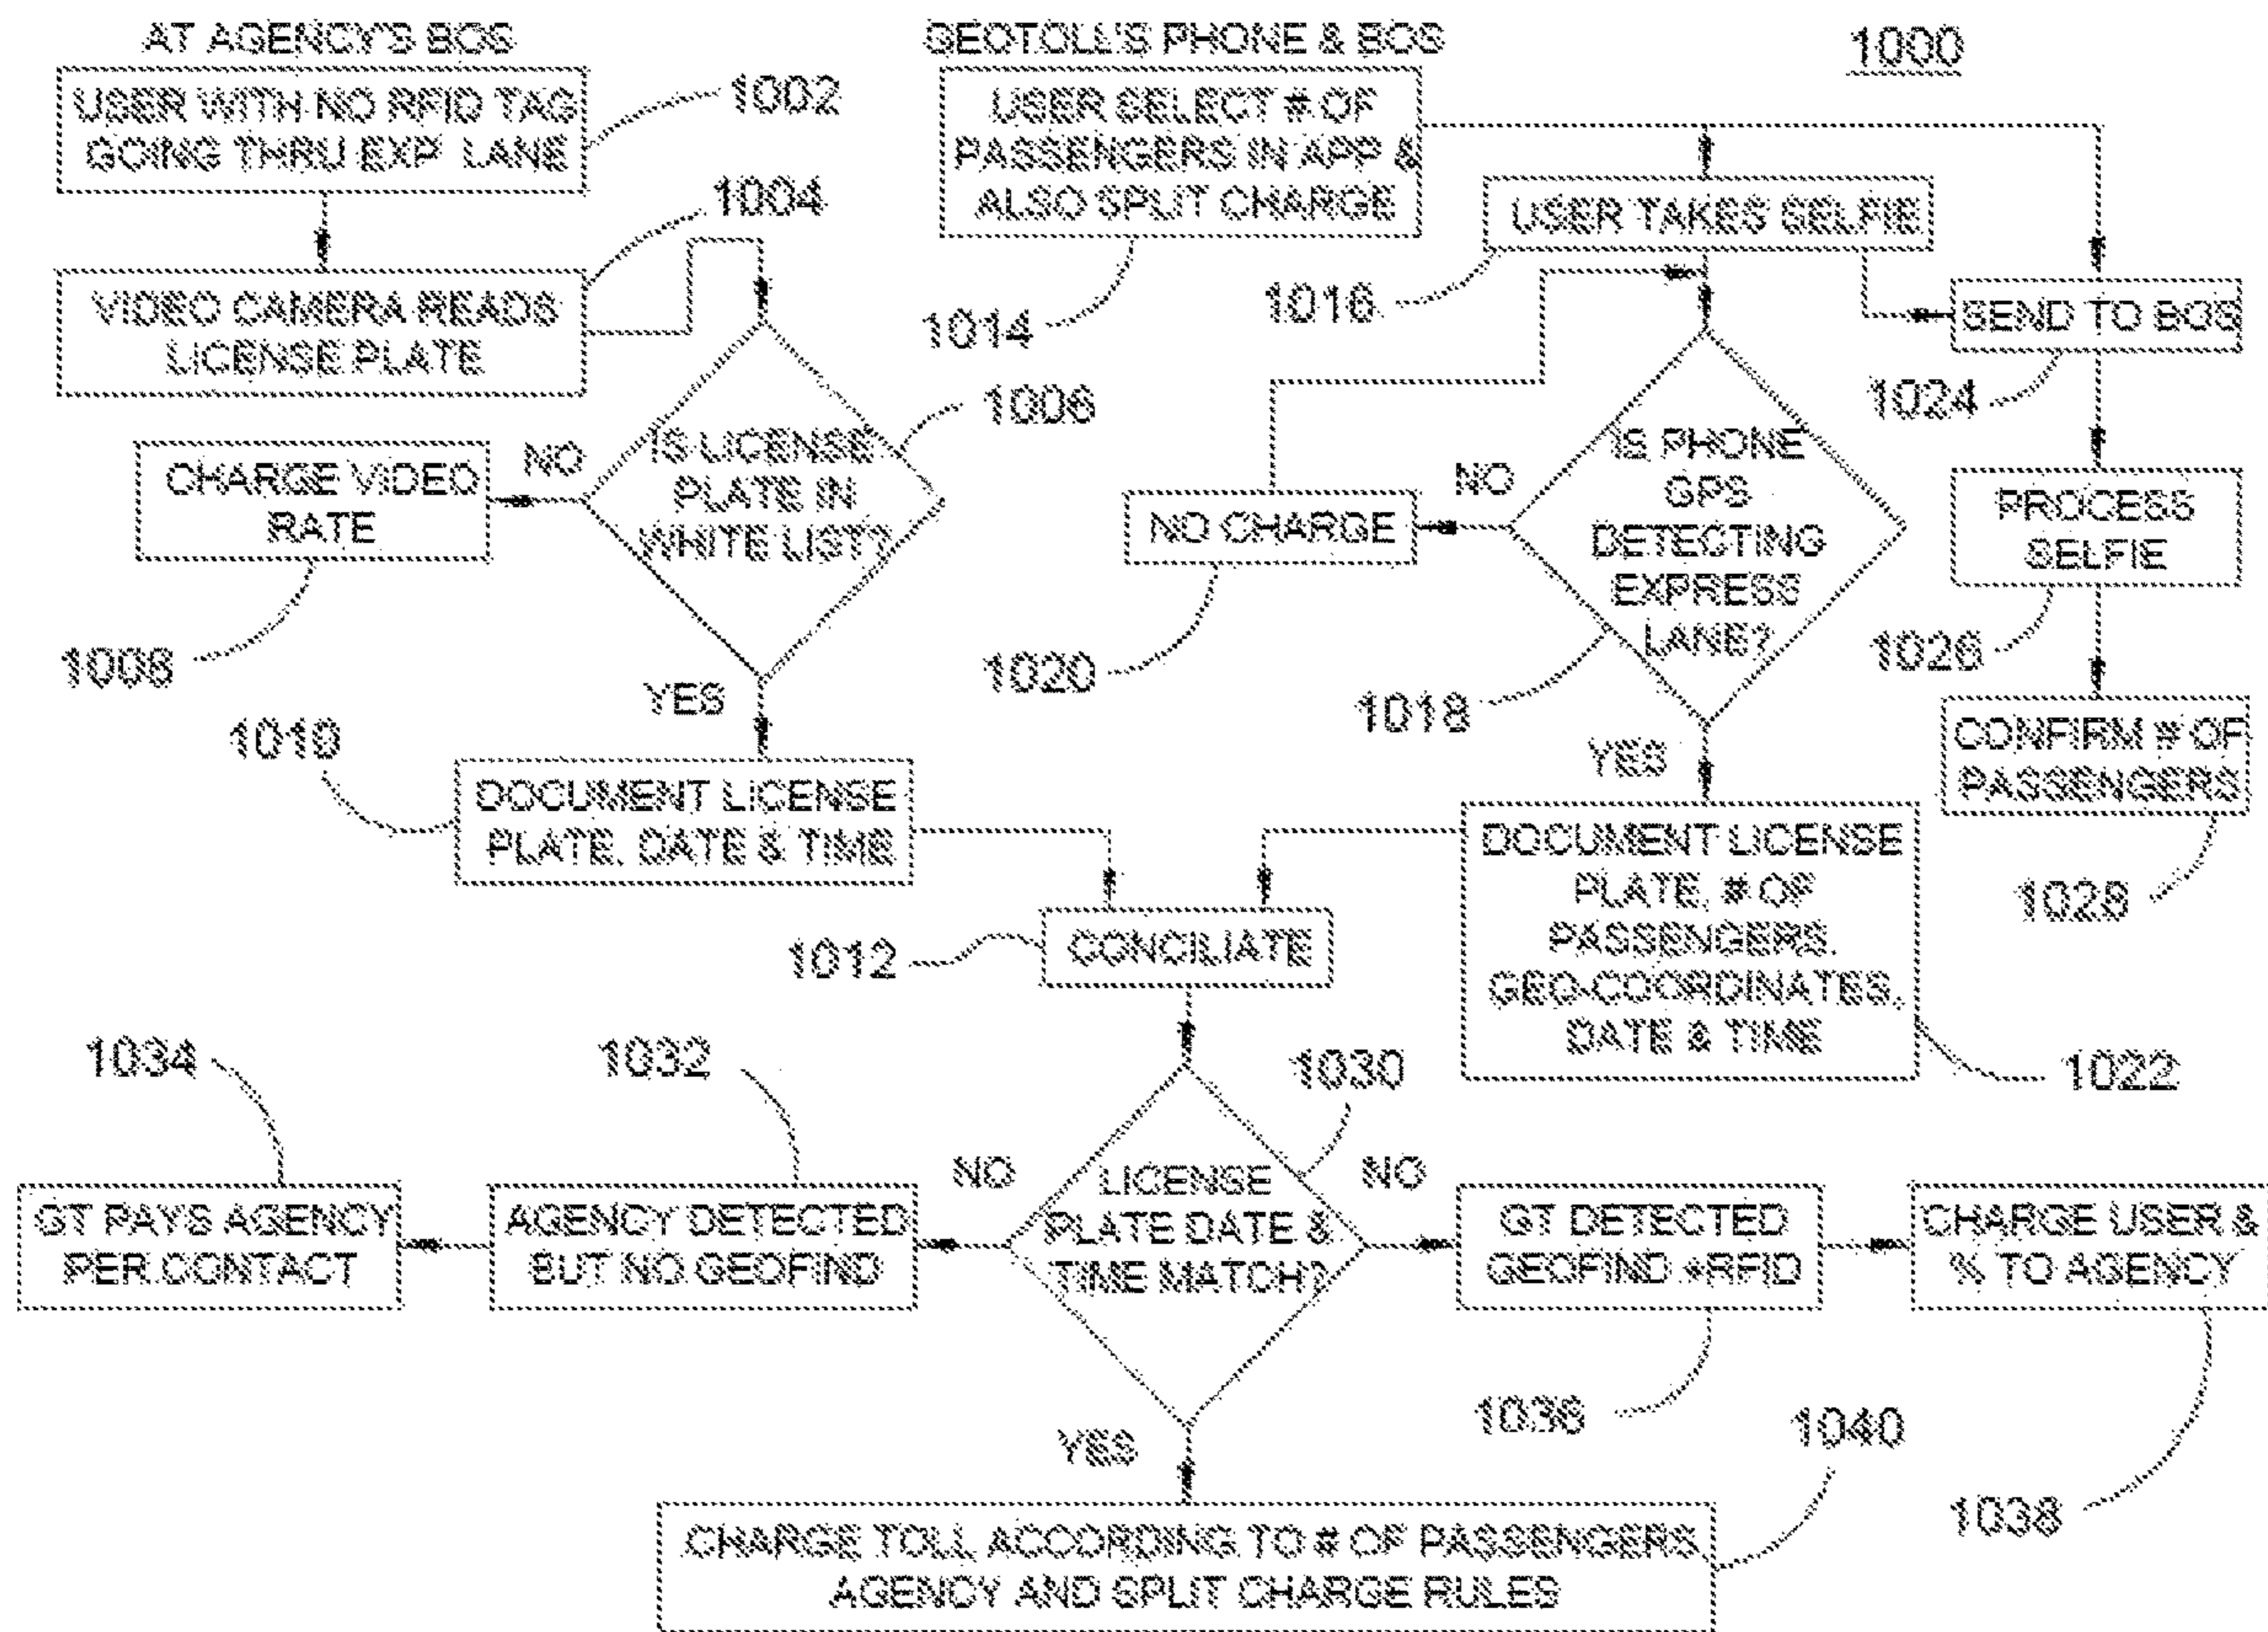 AT AGENCY'S BOS
USER WITH NO RFID TAG
GOING THRU EXP. LANE
1002
VIDEO CAMERA READS
LICENSE PLATE
1004
IS LICENSE
PLATE IN
WHITE LIST?
1006
NO
CHARGE VIDEO
RATE
1008
YES
1010
DOCUMENT LICENSE
PLATE, DATE & TIME
GEOTOLL'S PHONE & BOS
1000
USER SELECT # OF
PASSENGERS IN APP &
ALSO SPLIT CHARGE
1014
USER TAKES SELFIE
1016
SEND TO BOS
1024
IS PHONE
GPS
DETECTING
EXPRESS
LANE?
1018
NO
NO CHARGE
1020
PROCESS
SELFIE
1026
CONFIRM # OF
PASSENGERS
1028
YES
DOCUMENT LICENSE
PLATE, # OF
PASSENGERS,
GEO-COORDINATES,
DATE & TIME
1022
CONCILIATE
1012
LICENSE
PLATE DATE &
TIME MATCH?
1030
NO
AGENCY DETECTED
BUT NO GEOFIND
1032
GT PAYS AGENCY
PER CONTACT
1034
NO
GT DETECTED
GEOFIND +RFID
1036
CHARGE USER &
% TO AGENCY
1038
YES
CHARGE TOLL ACCORDING TO # OF PASSENGERS
AGENCY AND SPLIT CHARGE RULES
1040